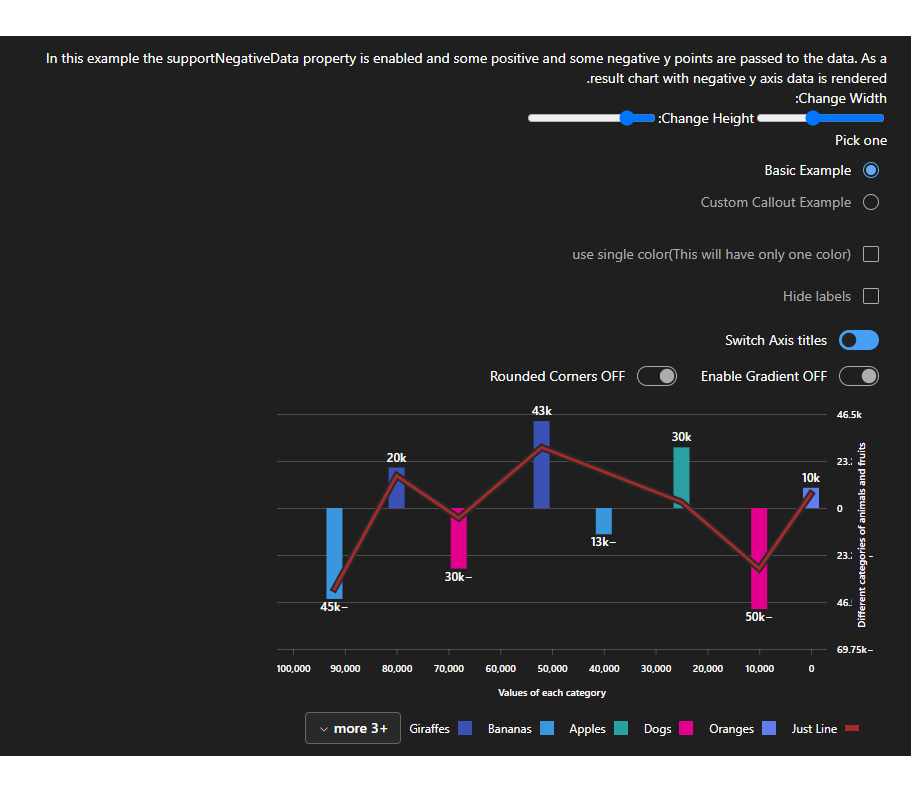 In this example the supportNegativeData property is enabled and some positive and some negative y points are passed to the data. As a
.result chart with negative y axis data is rendered
:Change Width
:Change Height
Pick one
Basic Example
Custom Callout Example
use single color(This will have only one color)
Hide labels
Switch Axis titles
Rounded Corners OFF
Enable Gradient OFF
43k
46.5k
20k
30k
23.
10k
0
13k–
23.
–
30k–
45k–
46.
50k–
69.75k–
Different categories of animals and fruits
100,000 90,000 80,000 70,000 60,000 50,000 40,000 30,000 20,000 10,000 0
Values of each category
more 3+ Giraffes Bananas Apples Dogs Oranges Just Line